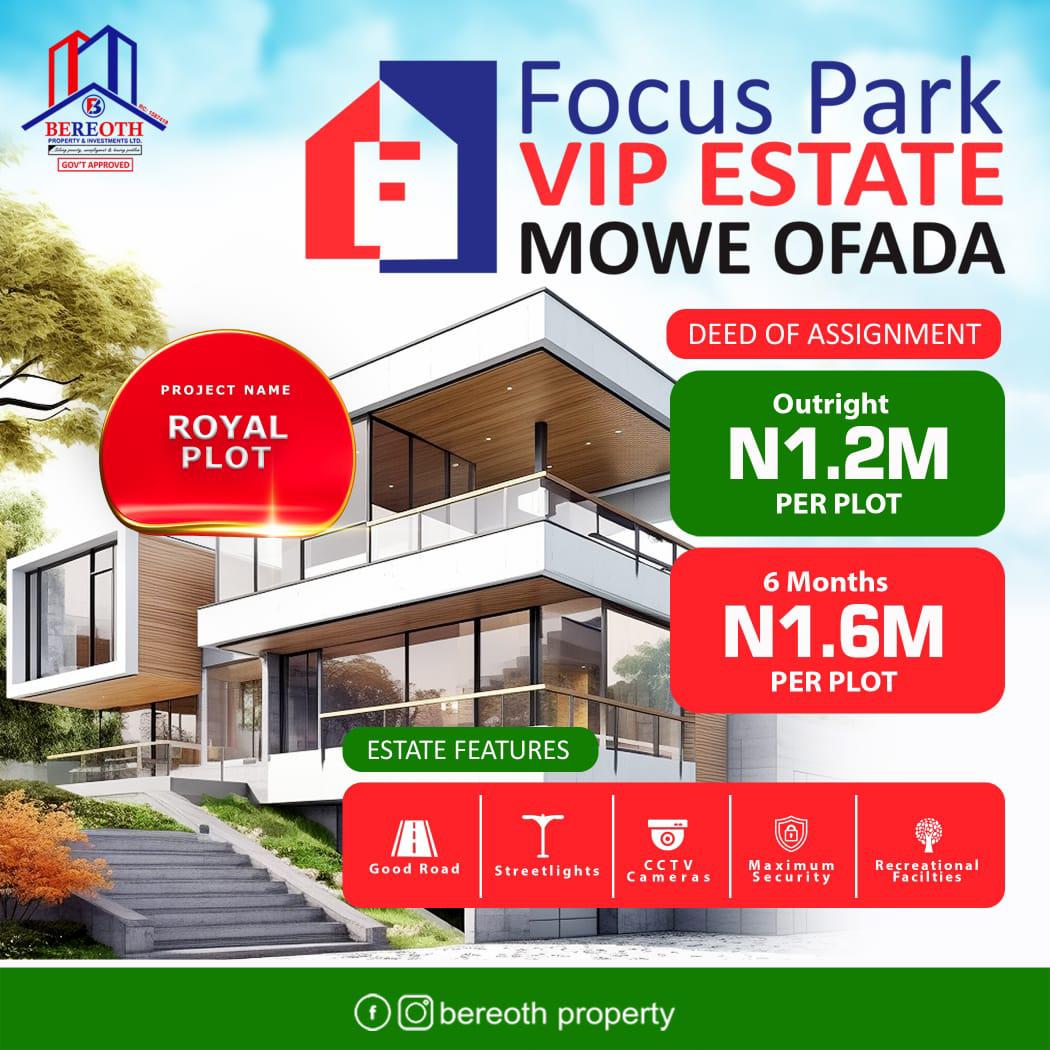 BEREOTH
PROPERTY & INVESTMENTS LTD.
GOV'T APPROVED
Focus Park
VIP ESTATE
MOWE OFADA
DEED OF ASSIGNMENT
PROJECT NAME
ROYAL
PLOT
Outright
N1.2M
PER PLOT
6 Months
N1.6M
PER PLOT
ESTATE FEATURES
Good Road
Streetlights
CCTV
Cameras
Maximum
Security
Recreational
Facilties
bereoth property